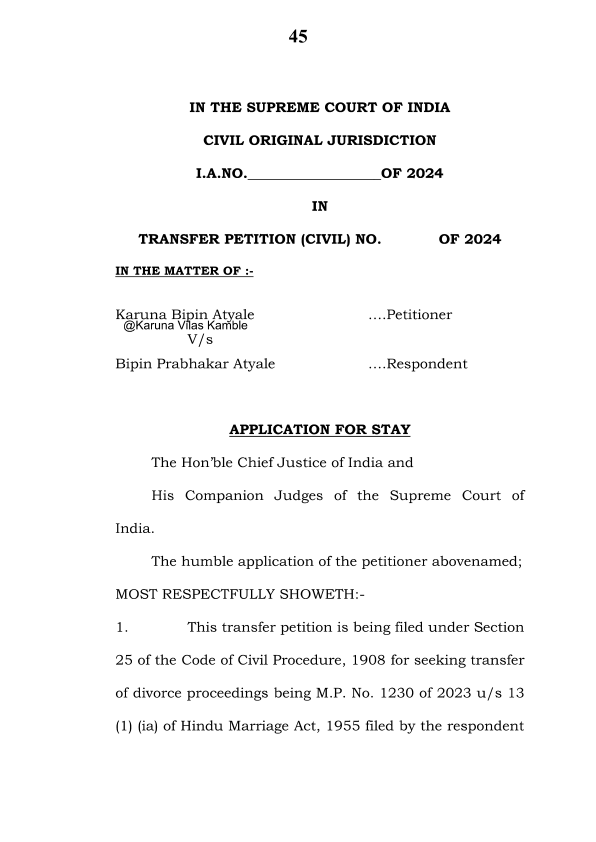 45
IN THE SUPREME COURT OF INDIA
CIVIL ORIGINAL JURISDICTION
I.A.NO.___________________OF 2024
IN
TRANSFER PETITION (CIVIL) NO. OF 2024
IN THE MATTER OF :-
Karuna Bipin Atyale ....Petitioner
@Karuna Vilas Kamble
V/s
Bipin Prabhakar Atyale ....Respondent
APPLICATION FOR STAY
The Hon’ble Chief Justice of India and
His Companion Judges of the Supreme Court of
India.
The humble application of the petitioner abovenamed;
MOST RESPECTFULLY SHOWETH:-
1. This transfer petition is being filed under Section
25 of the Code of Civil Procedure, 1908 for seeking transfer
of divorce proceedings being M.P. No. 1230 of 2023 u/s 13
(1) (ia) of Hindu Marriage Act, 1955 filed by the respondent